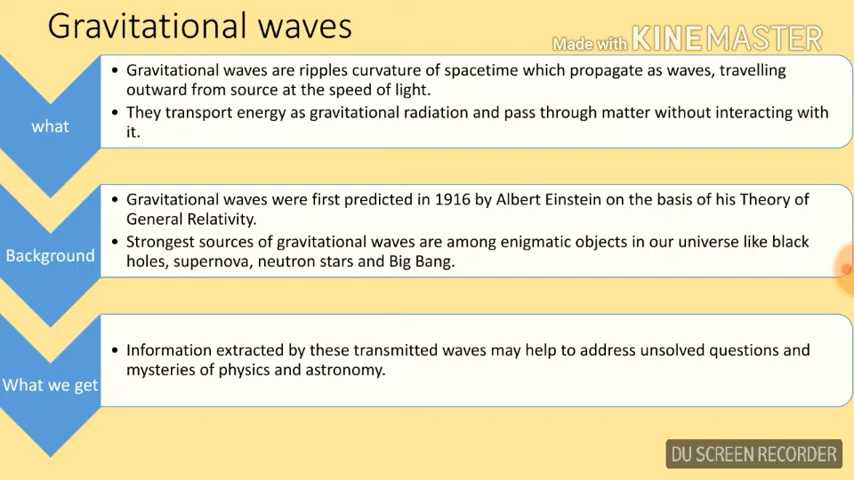 Gravitational waves
Made with KINEMASTER
• Gravitational waves are ripples curvature of spacetime which propagate as waves, travelling
outward from source at the speed of light.
• They transport energy as gravitational radiation and pass through matter without interacting with
it.
what
• Gravitational waves were first predicted in 1916 by Albert Einstein on the basis of his Theory of
General Relativity.
• Strongest sources of gravitational waves are among enigmatic objects in our universe like black
holes, supernova, neutron stars and Big Bang.
Background
• Information extracted by these transmitted waves may help to address unsolved questions and
mysteries of physics and astronomy.
What we get
DU SCREEN RECORDER